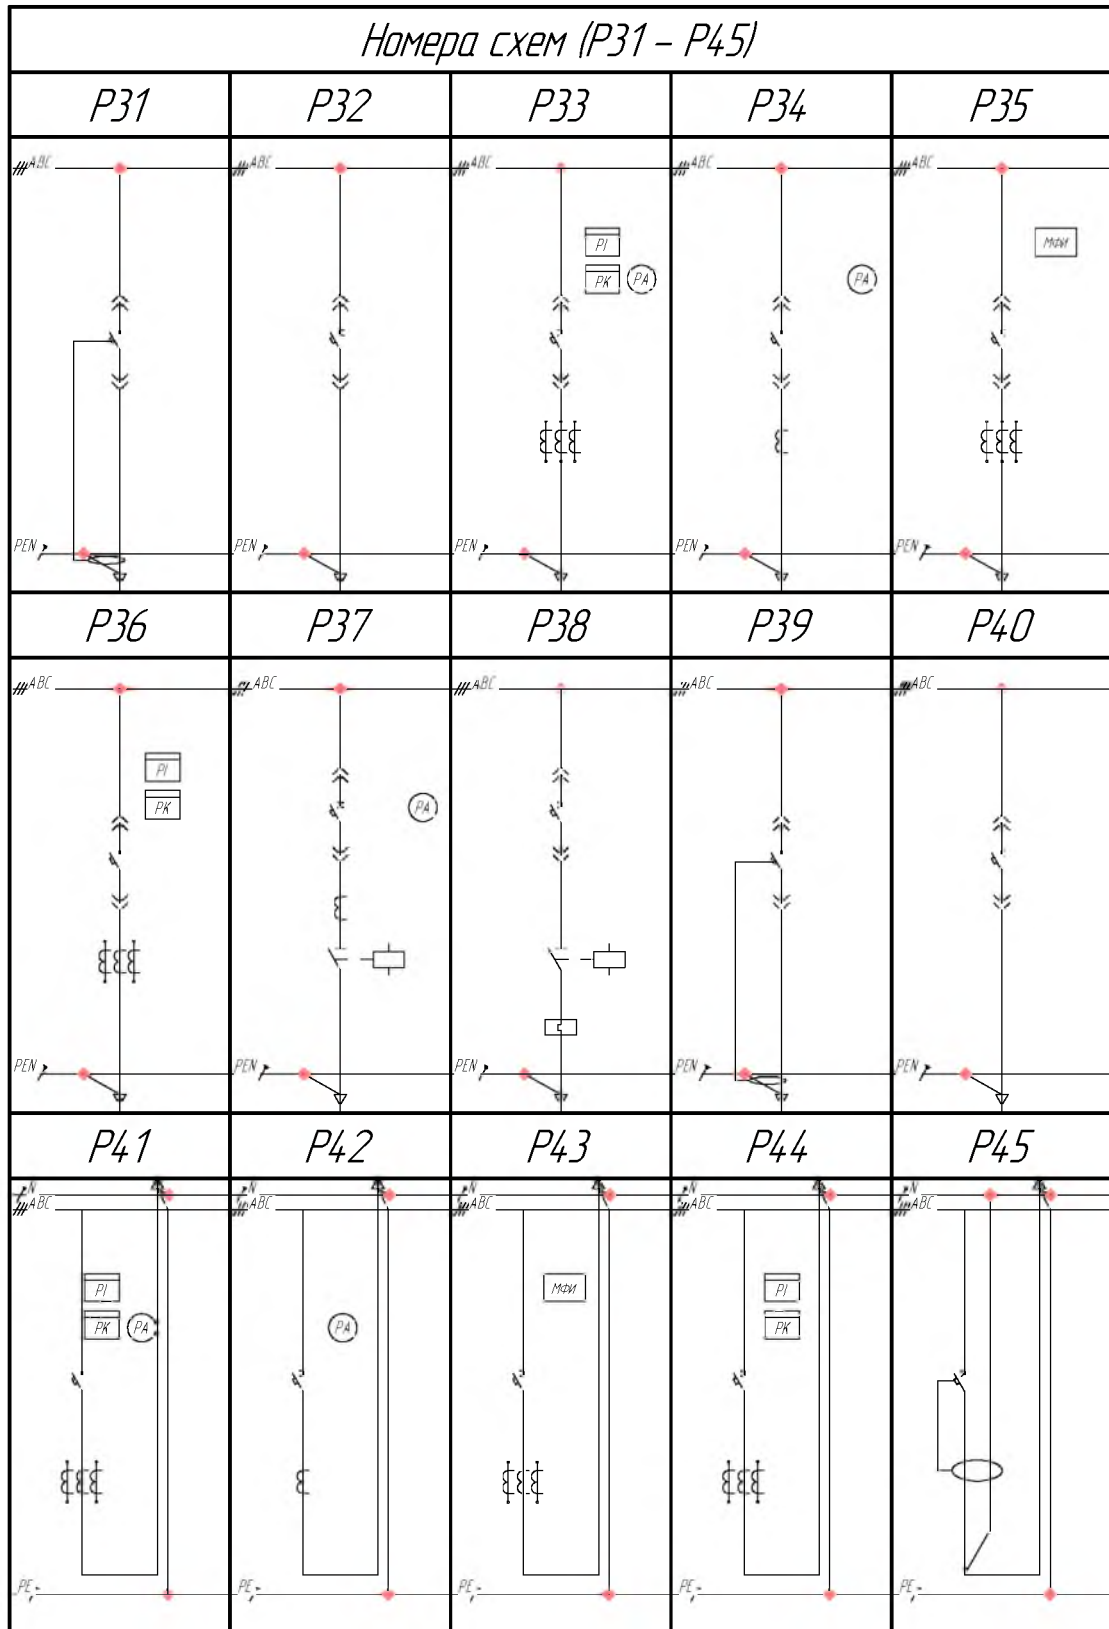 Номера схем (Р31 – Р45)
Р31 Р32 Р33 Р34 Р35
ABC ABC ABC ABC ABC
PI МФИ
PK PA PA
PEN PEN PEN PEN PEN
Р36 Р37 Р38 Р39 Р40
ABC ABC ABC ABC ABC
PI
PK PA
PEN PEN PEN PEN PEN
Р41 Р42 Р43 Р44 Р45
N N N N N
ABC ABC ABC ABC ABC
PI МФИ PI
PK PA PA PK
PE PE PE PE PE